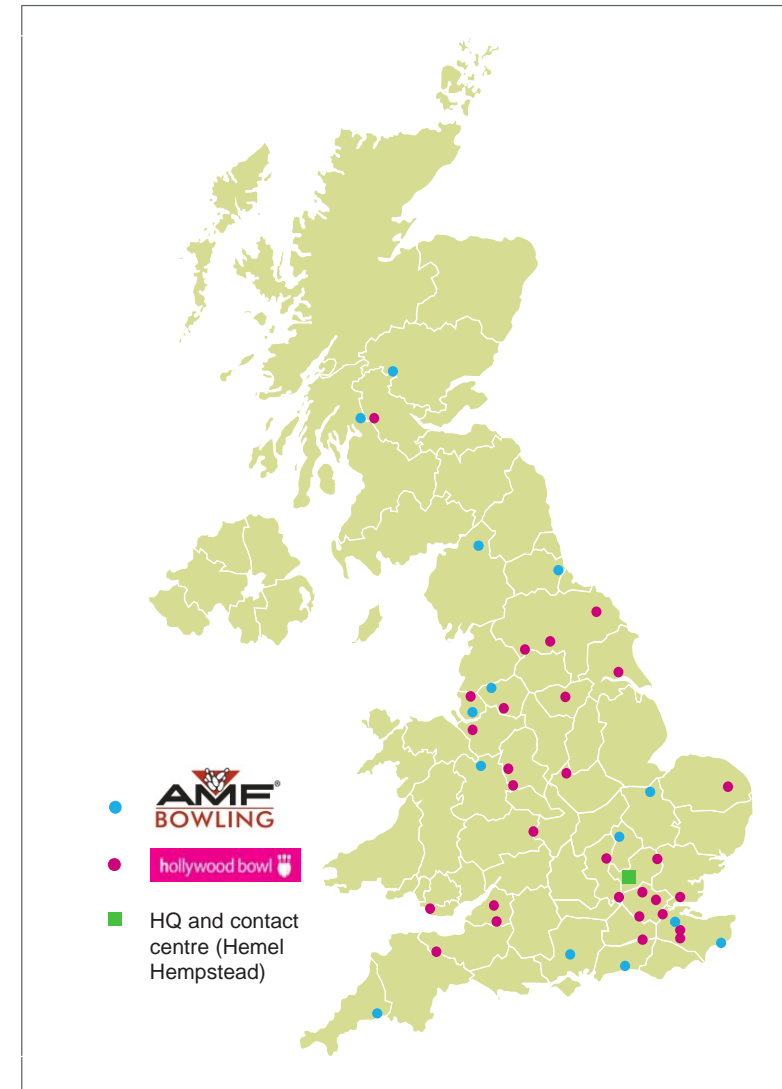 AMF®
BOWLING
hollywood bowl
HQ and contact
centre (Hemel
Hempstead)